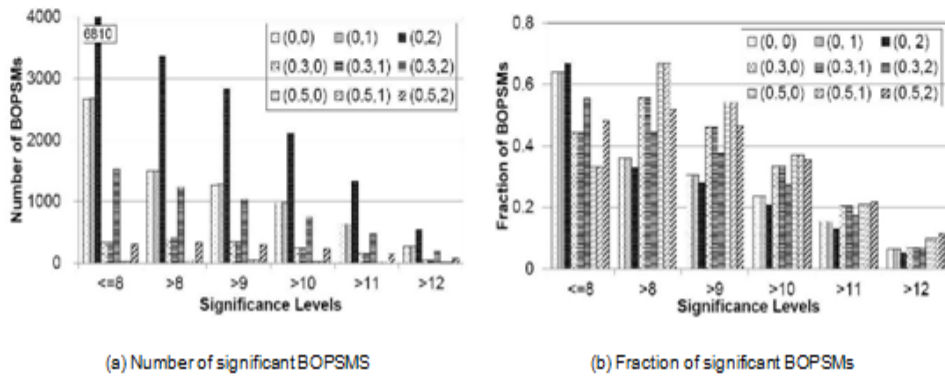 4000
3000
2000
1000
0
Number of BOPSMs
6810
(0,0) (0,1) (0,2)
(0.3,0) (0.3,1) (0.3,2)
(0.5,0) (0.5,1) (0.5,2)
<=8 >8 >9 >10 >11 >12
Significance Levels
(a) Number of significant BOPSMS
0.8
0.6
0.4
0.2
0
Fraction of BOPSMs
(0, 0) (0, 1) (0, 2)
(0.3,0) (0.3,1) (0.3,2)
(0.5,0) (0.5,1) (0.5,2)
<=8 >8 >9 >10 >11 >12
Significance Levels
(b) Fraction of significant BOPSMs